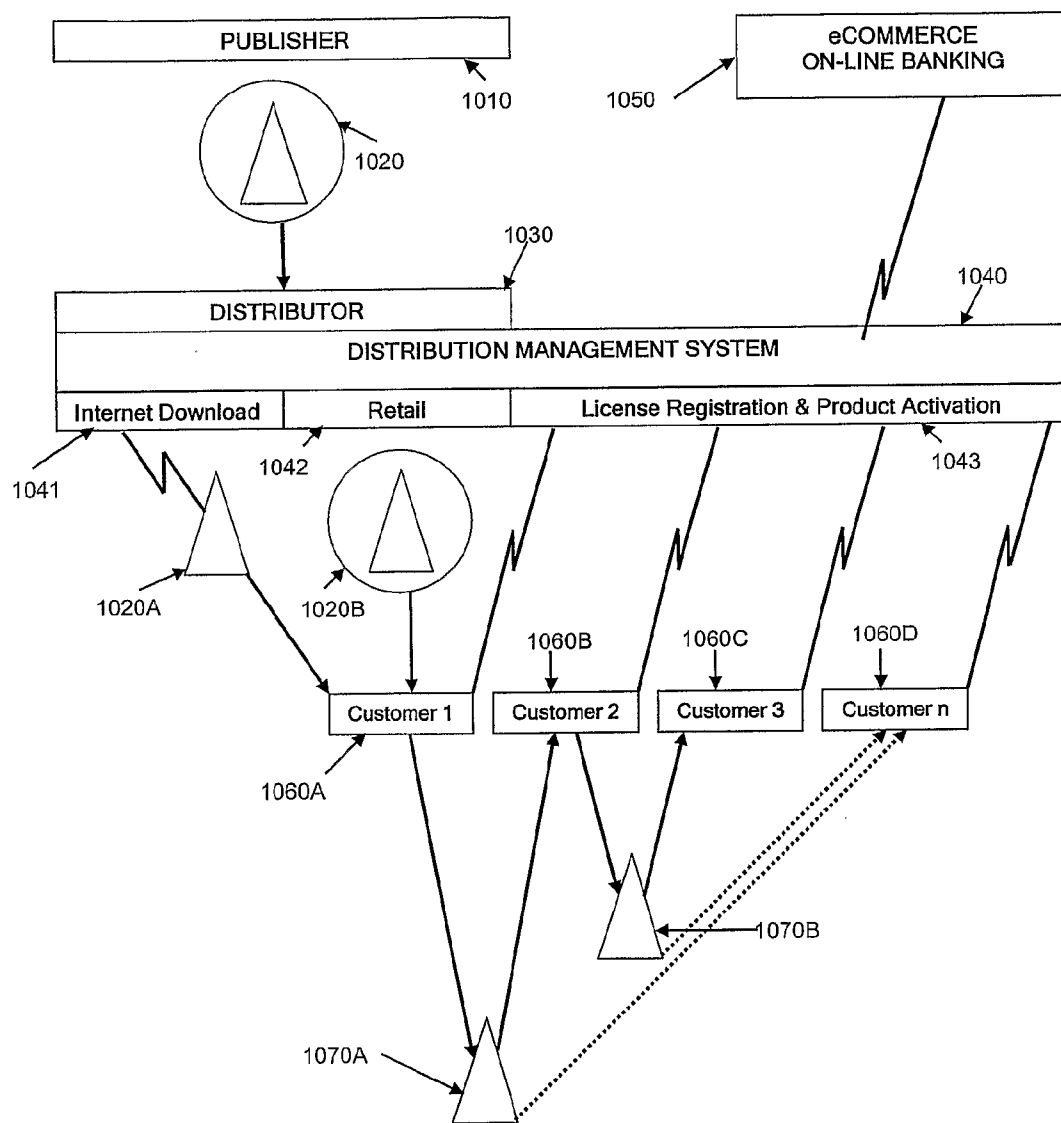 PUBLISHER
eCOMMERCE
ON-LINE BANKING
1010
1050
1020
1030
1040
DISTRIBUTOR
DISTRIBUTION MANAGEMENT SYSTEM
Internet Download
Retail
License Registration & Product Activation
1041
1042
1043
1020A
1020B
1060B
1060C
1060D
Customer 1
Customer 2
Customer 3
Customer n
1060A
1070B
1070A